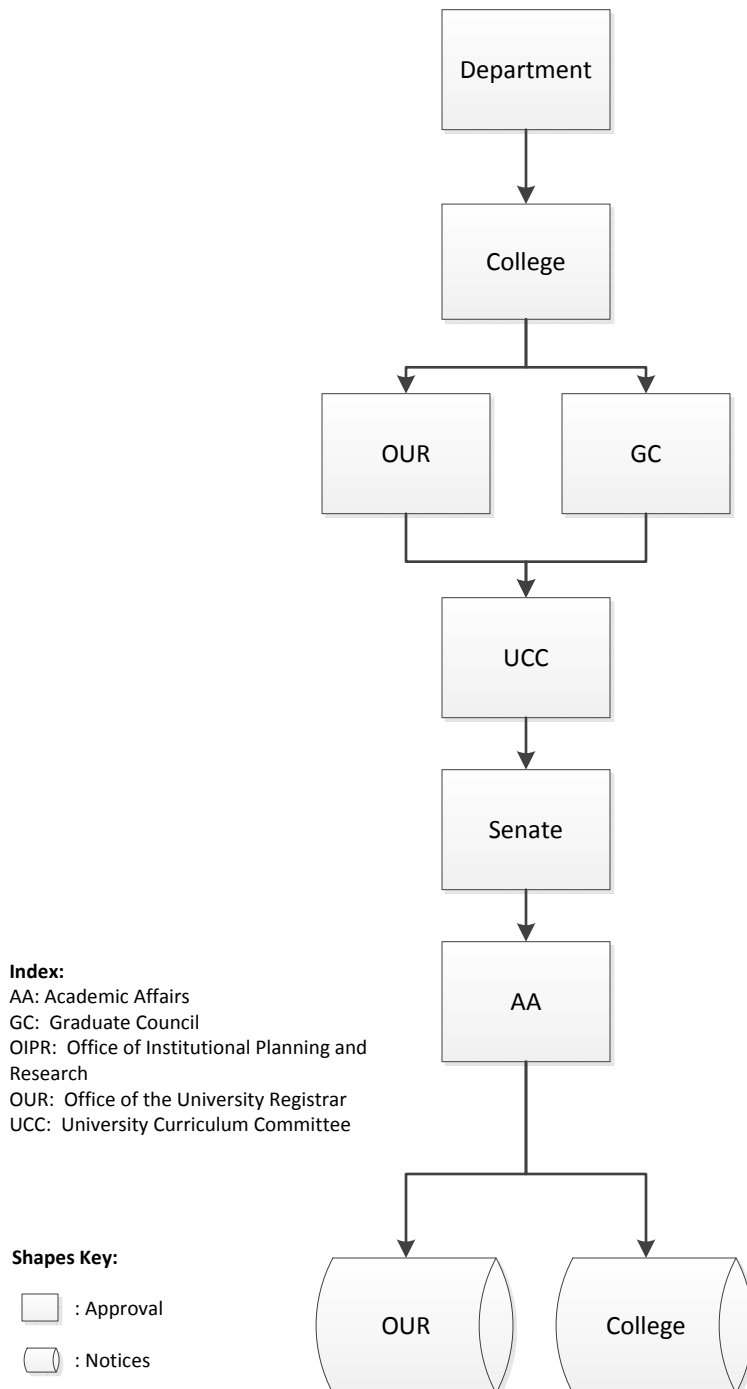 Department
College
OUR
GC
UCC
Senate
AA
Index:
AA: Academic Affairs
GC:  Graduate Council
OIPR:  Office of Institutional Planning and
Research
OUR:  Office of the University Registrar
UCC:  University Curriculum Committee
OUR
College
Shapes Key:
: Approval
: Notices